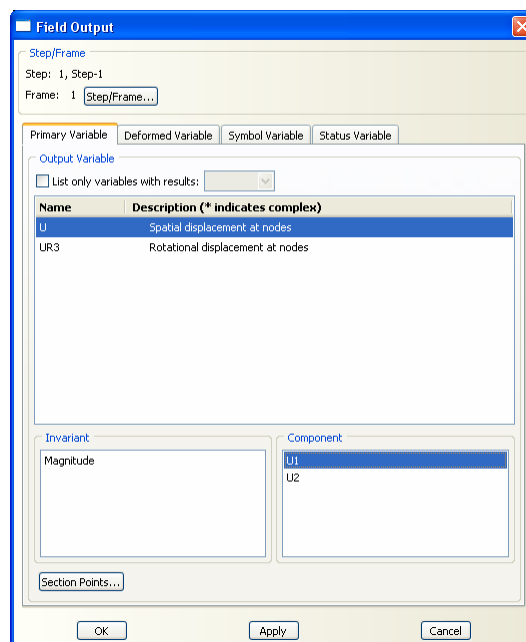 Field Output
Step/Frame
Step: 1, Step-1
Frame: 1 Step/Frame...
Primary Variable Deformed Variable Symbol Variable Status Variable
Output Variable
List only variables with results:
Name Description (* indicates complex)
U Spatial displacement at nodes
UR3 Rotational displacement at nodes
Invariant Component
Magnitude U1
U2
Section Points...
OK Apply Cancel